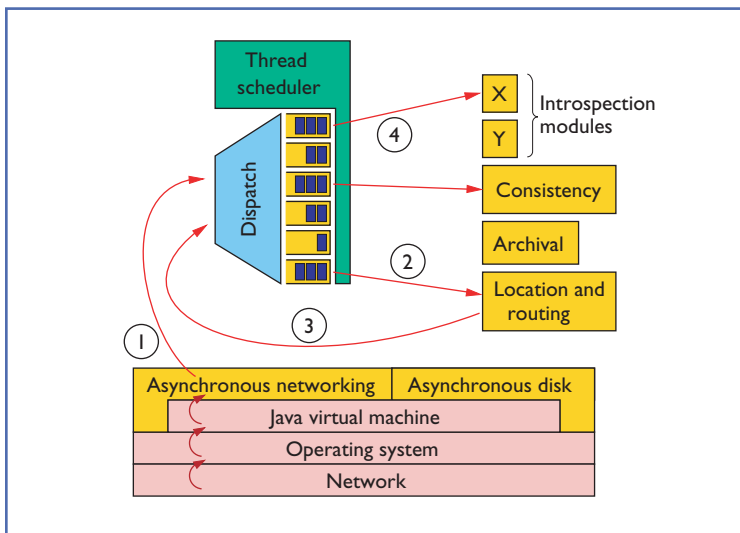 Thread
scheduler
Dispatch
4
X
Y
Introspection
modules
Consistency
Archival
2
Location and
routing
3
1
Asynchronous networking
Asynchronous disk
Java virtual machine
Operating system
Network